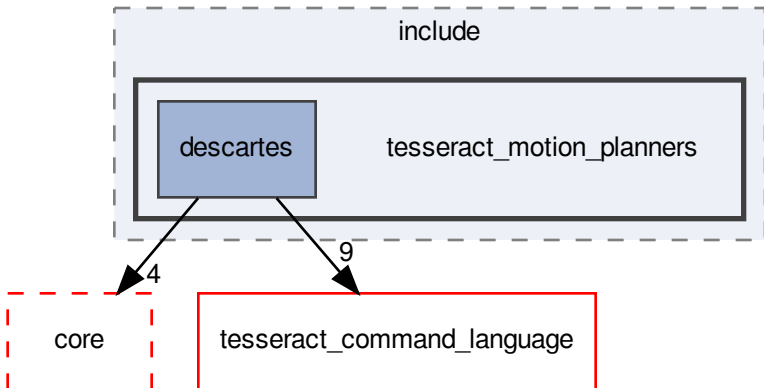 include
descartes
tesseract_motion_planners
4
9
core
tesseract_command_language